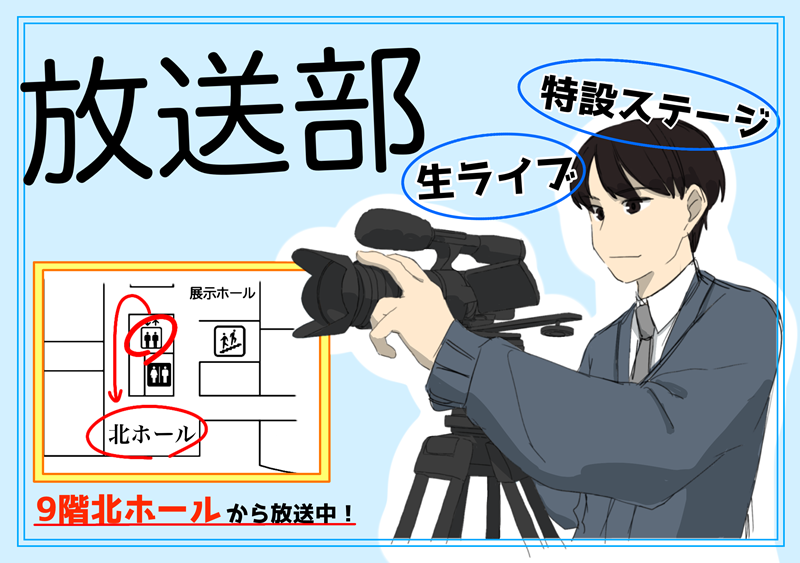 放送部
特設ステージ
生ライブ
展示ホール
北ホール
9階北ホールから放送中！